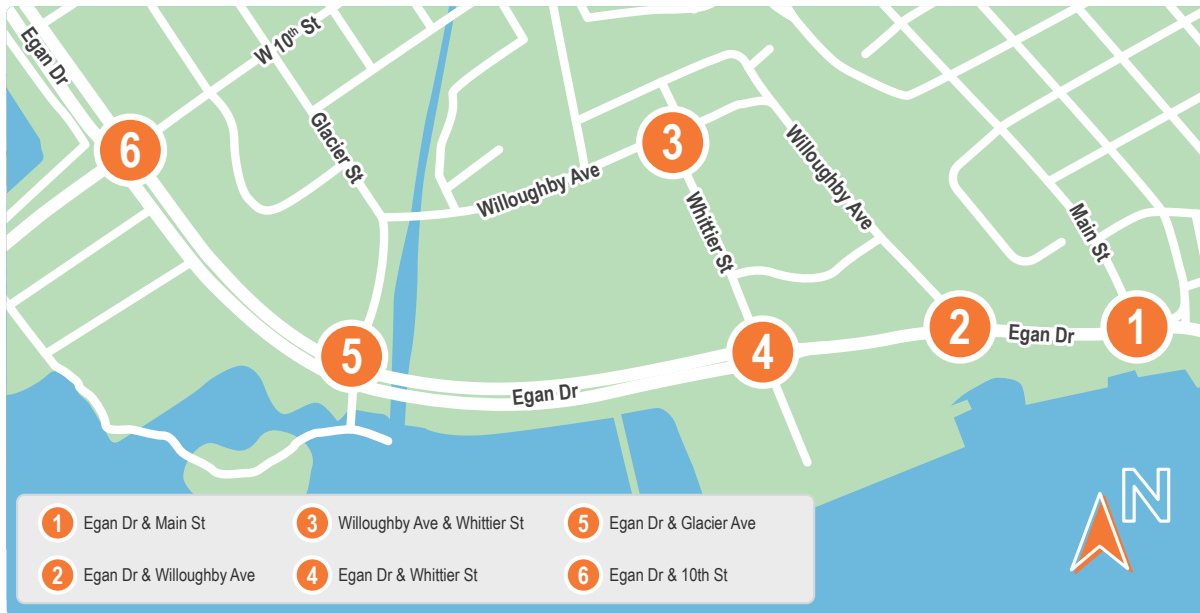 Egan Dr
W 10th St
6
Glacier St
3
Willoughby Ave
Willoughby Ave
Whittier St
Main St
5
4
2
Egan Dr
1
Egan Dr
N
1 Egan Dr & Main St
3 Willoughby Ave & Whittier St
5 Egan Dr & Glacier Ave
2 Egan Dr & Willoughby Ave
4 Egan Dr & Whittier St
6 Egan Dr & 10th St